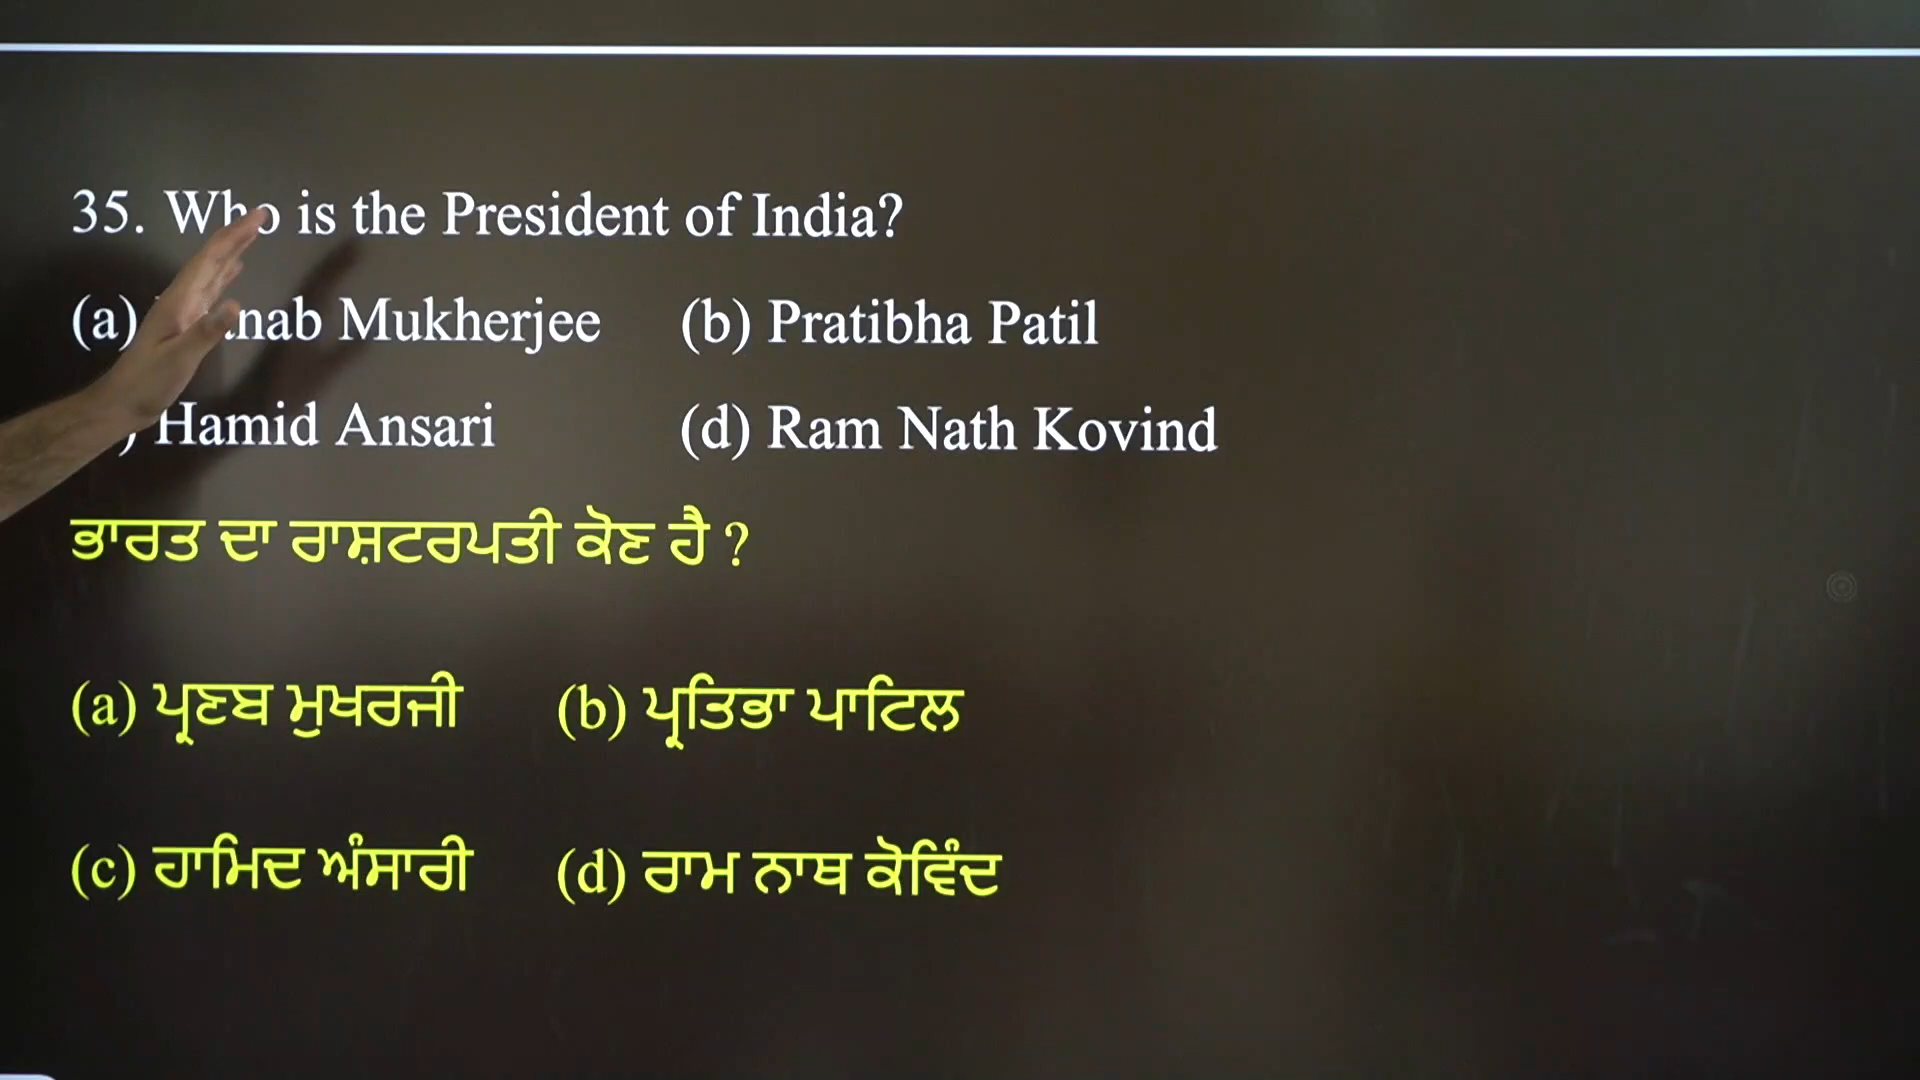 35. Who is the President of India?
(a) Mukherjee (b) Pratibha Patil
Hamid Ansari (d) Ram Nath Kovind
ਭਾਰਤ ਦਾ ਰਾਸ਼ਟਰਪਤੀ ਕੋਣ ਹੈ ?
(a) ਪ੍ਰਣਬ ਮੁਖਰਜੀ (b) ਪ੍ਰਤਿਭਾ ਪਾਟਿਲ
(c) ਹਾਮਿਦ ਅੰਸਾਰੀ (d) ਰਾਮ ਨਾਥ ਕੋਵਿੰਦ